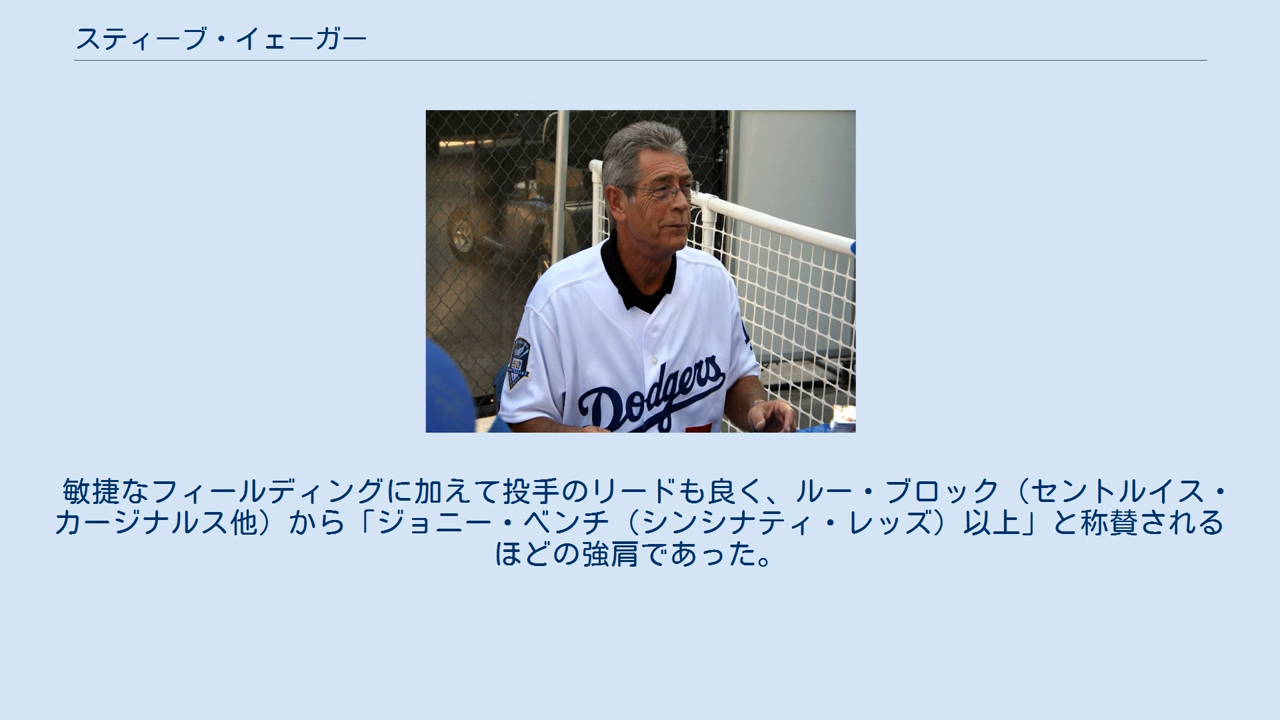 スティーブ・イェーガー
Dodgers
敏捷なフィールディングに加えて投手のリードも良く、ルー・ブロック（セントルイス・
カージナルス他）から「ジョニー・ベンチ（シンシナティ・レッズ）以上」と称賛される
ほどの強肩であった。